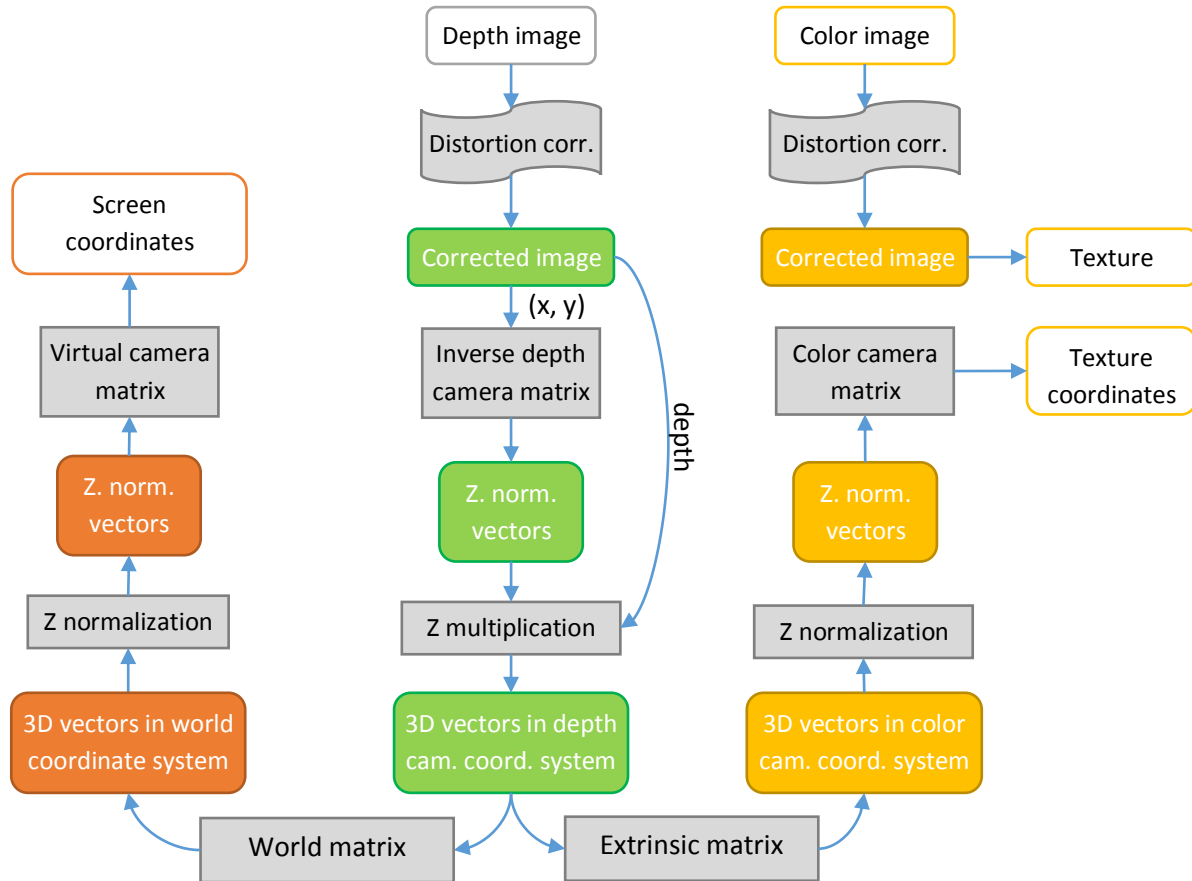 Depth image
Color image
Distortion corr.
Distortion corr.
Screen
coordinates
Corrected image
Corrected image
Texture
(x, y)
Virtual camera
matrix
Inverse depth
camera matrix
Color camera
matrix
Texture
coordinates
depth
Z. norm.
vectors
Z. norm.
vectors
Z. norm.
vectors
Z normalization
Z multiplication
Z normalization
3D vectors in world
coordinate system
3D vectors in depth
cam. coord. system
3D vectors in color
cam. coord. system
World matrix
Extrinsic matrix